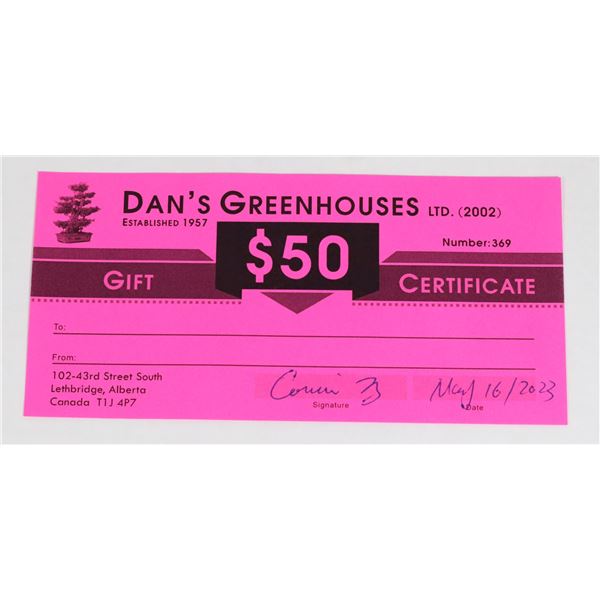 DAN'S GREENHOUSES LTD. (2002)
ESTABLISHED 1957
Number: 369
$50
GIFT CERTIFICATE
To:
From:
102-43rd Street South
Lethbridge, Alberta
Canada T1J 4P7
May 16/2023
Signature
Date